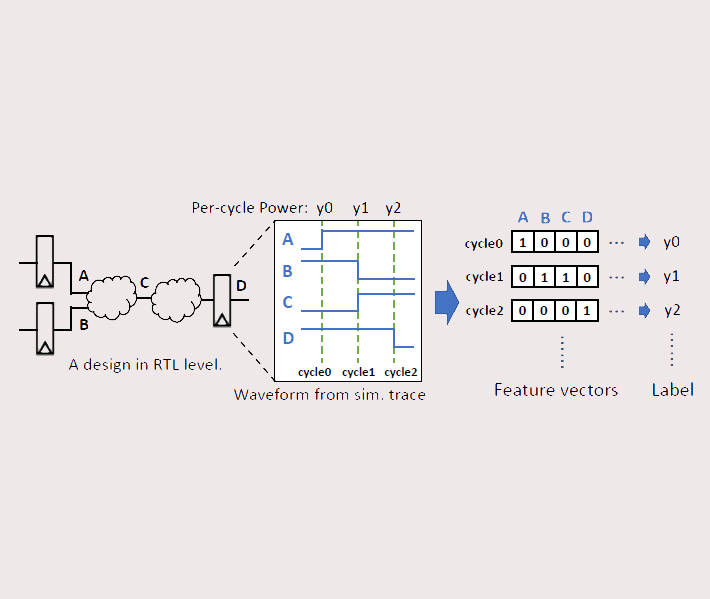 Per-cycle Power: y0 y1 y2
A B C D
A
cycle0 1 0 0 0 ··· y0
B
A C D
cycle1 0 1 1 0 ··· y1
C
B
cycle2 0 0 0 1 ··· y2
D
A design in RTL level.
cycle0 cycle1 cycle2
Feature vectors Label
Waveform from sim. trace